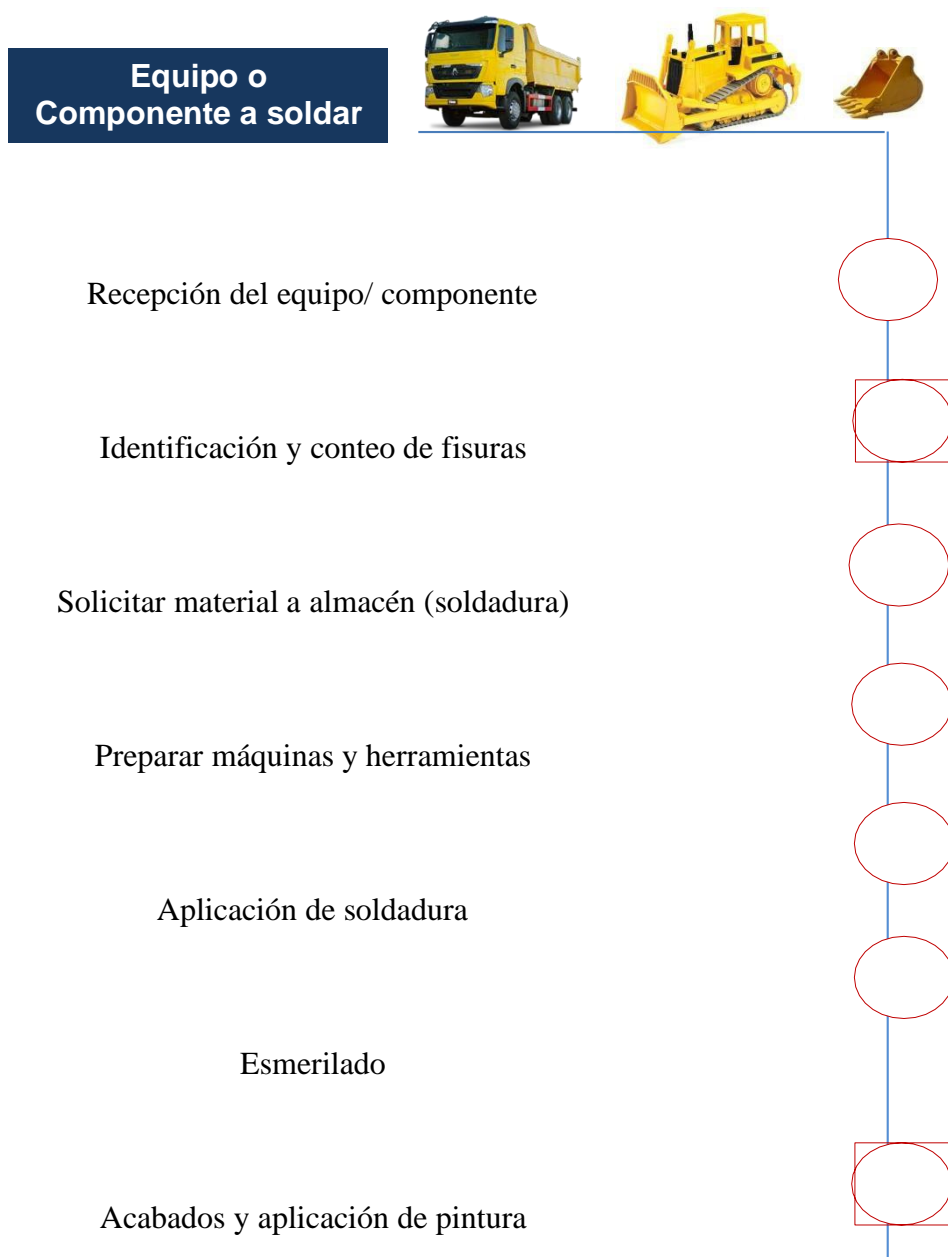 Equipo o
Componente a soldar
Recepción del equipo/ componente
Identificación y conteo de fisuras
Solicitar material a almacén (soldadura)
Preparar máquinas y herramientas
Aplicación de soldadura
Esmerilado
Acabados y aplicación de pintura